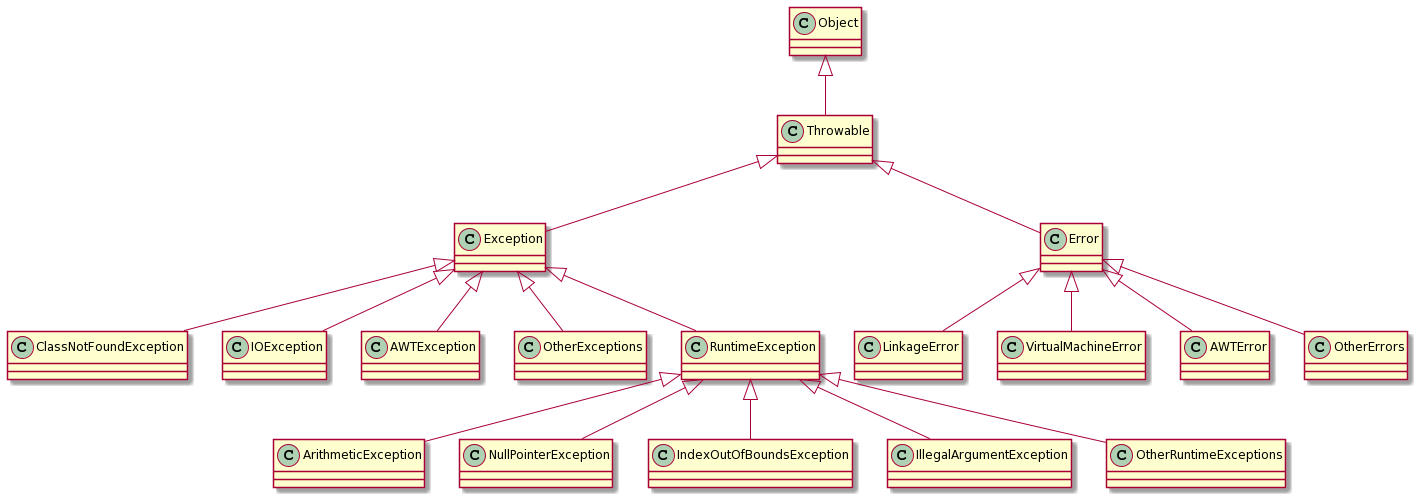 C Object
C Throwable
C Exception
C Error
C ClassNotFoundException
C IOException
C AWTException
C OtherExceptions
C RuntimeException
C LinkageError
C VirtualMachineError
C AWTError
C OtherErrors
C ArithmeticException
C NullPointerException
C IndexOutOfBoundsException
C IllegalArgumentException
C OtherRuntimeExceptions